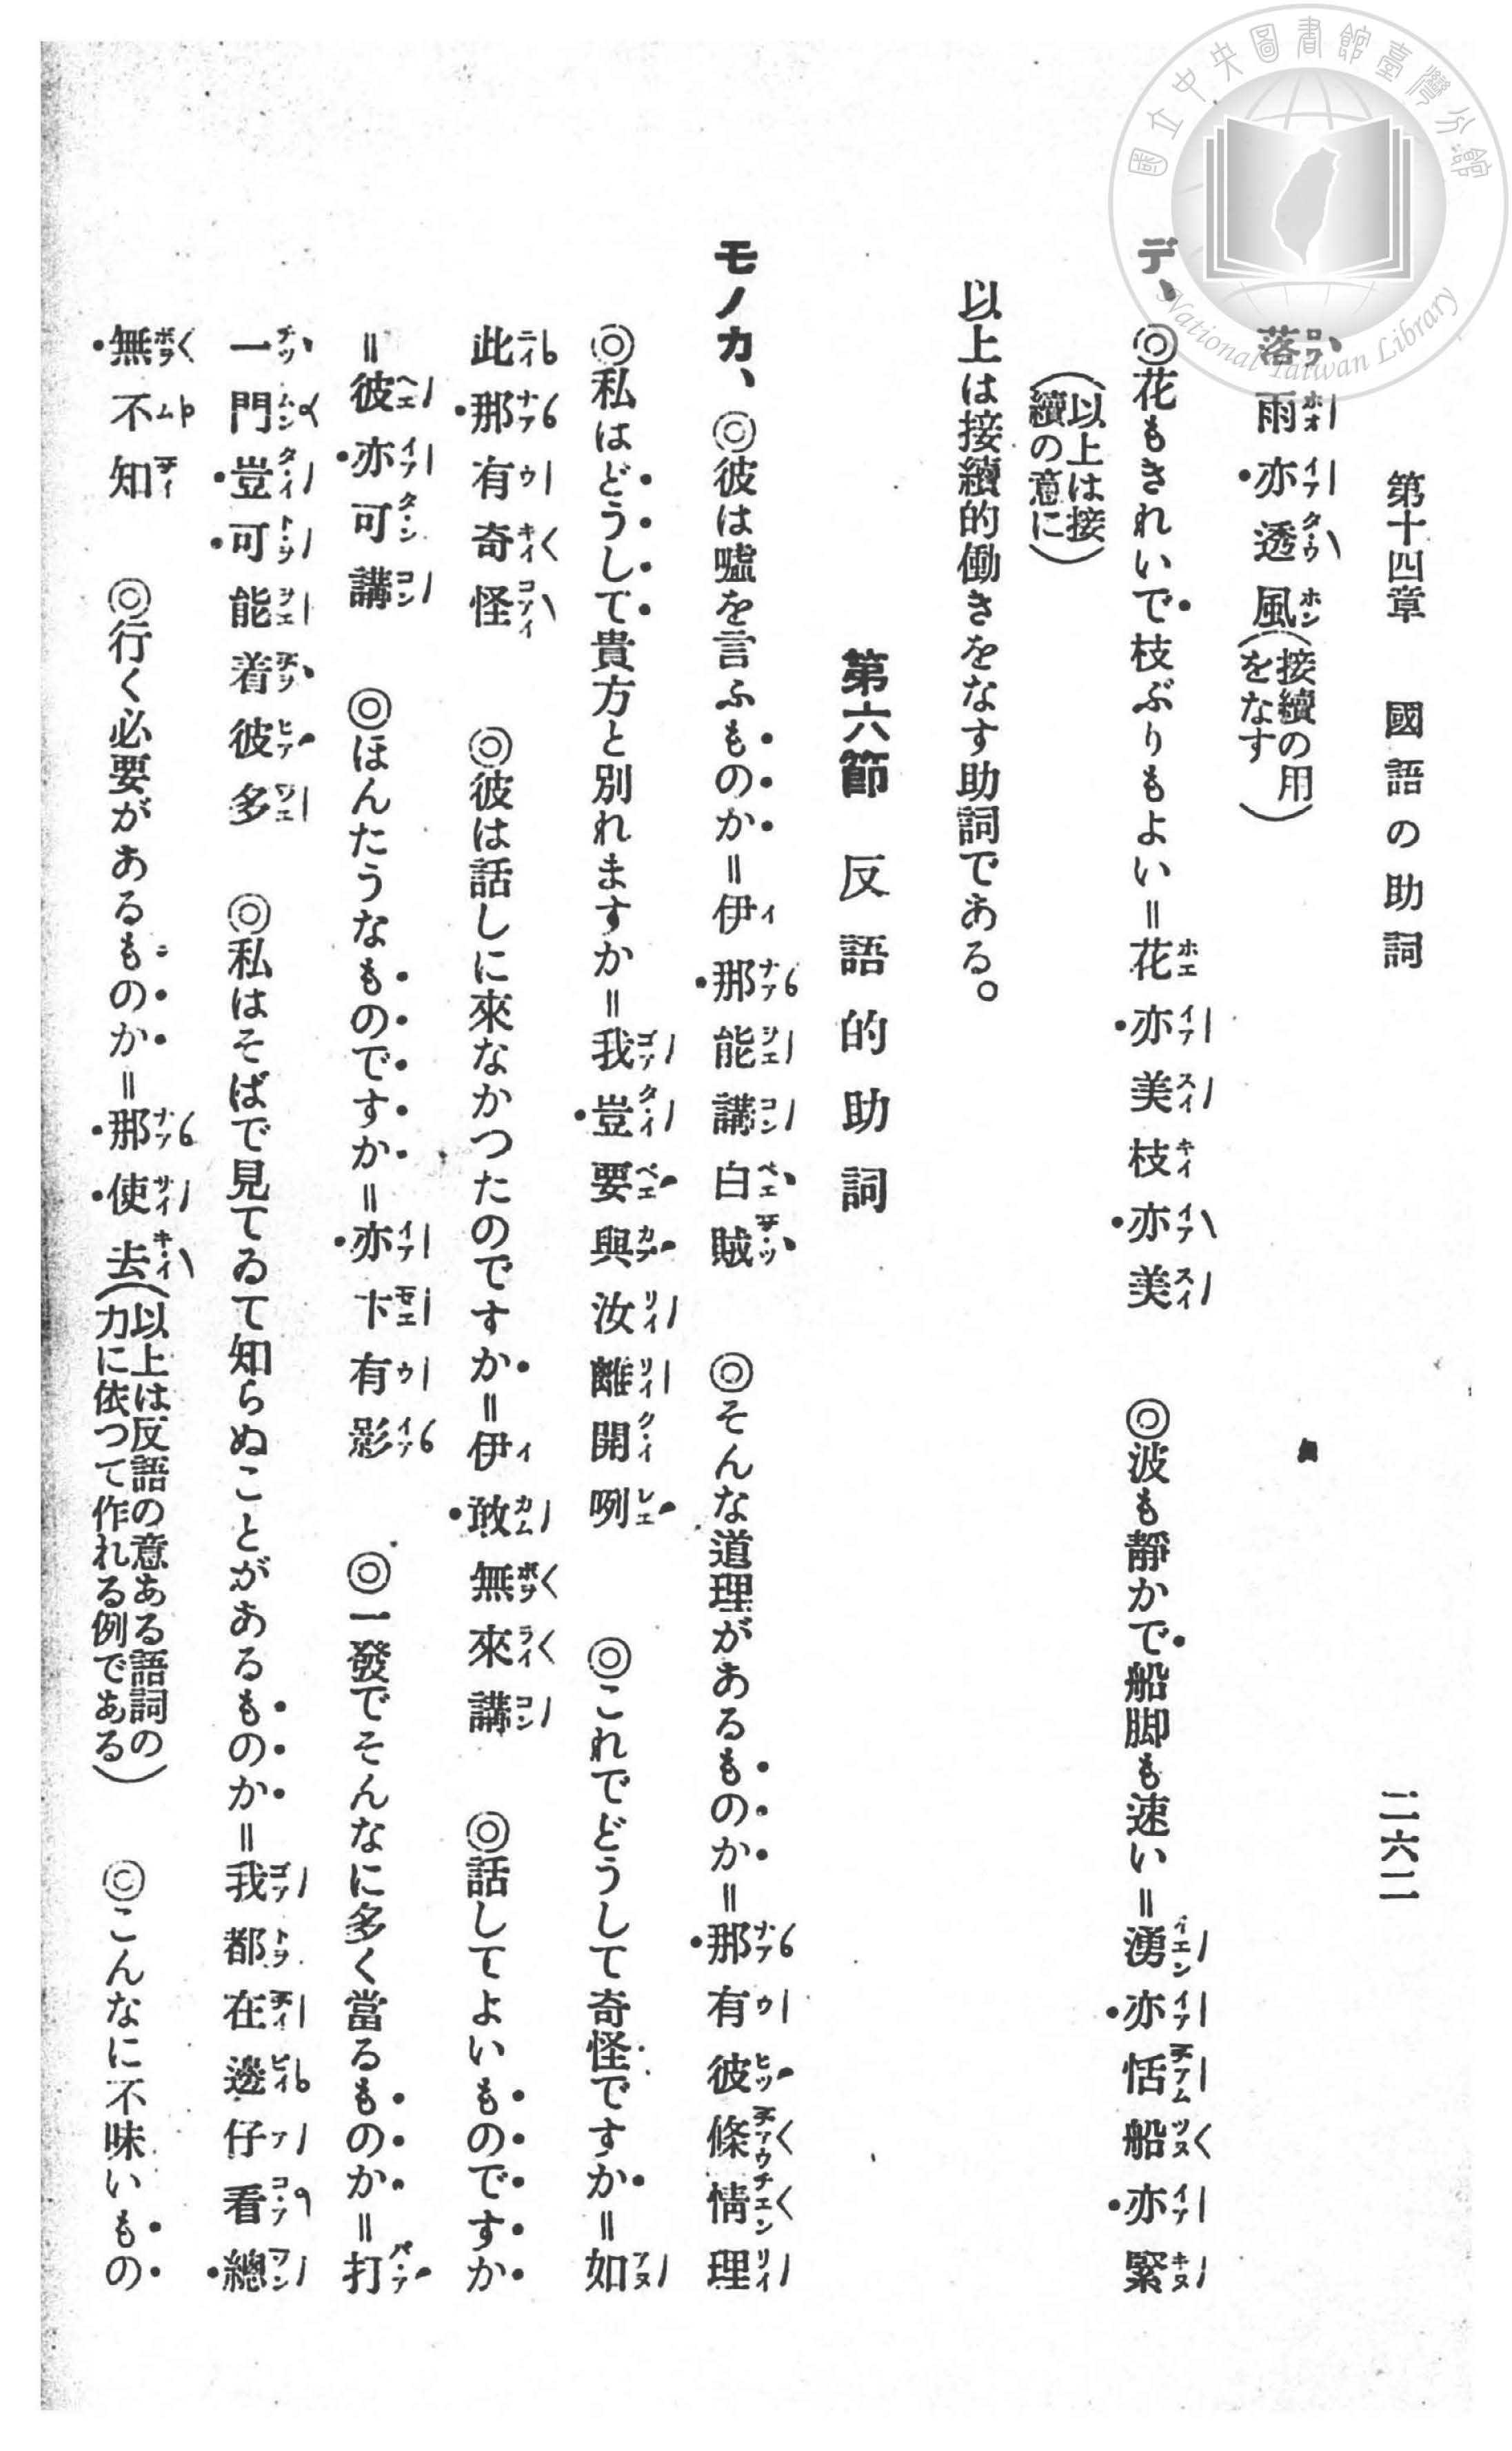 國立中央圖書館臺灣分館
National Taiwan Library
第十四章 國語の助詞 二六二
落雨亦透風(接續の用をなす)
デ、◎花もきれいで枝ぶりもよい=花亦美枝亦美 ◎波も靜かで船脚も速い=湧亦恬船亦緊
(以上は接續の意に)
以上は接續的働きをなす助詞である。
第六節 反語的助詞
モノカ、◎彼は嘘を言ふものか=伊那能講白賊 ◎そんな道理があるものか=那有彼條情理
◎私はどうして貴方と別れますか=我豈要與汝離開咧 ◎これでどうして奇怪ですか=如
此那有奇怪 ◎彼は話しに來なかつたのですか=伊敢無來講 ◎話してよいものですか
=彼亦可講 ◎ほんたうなものですか=亦卞有影 ◎一發でそんなに多く當るものか=打
一門豈可能着彼多 ◎私はそばで見てゐて知らぬことがあるものか=我都在邊仔看總
無不知 ◎行く必要があるものか=那使去(以上は反語の意ある語詞の力に依つて作れる例である) ◎こんなに不味いもの